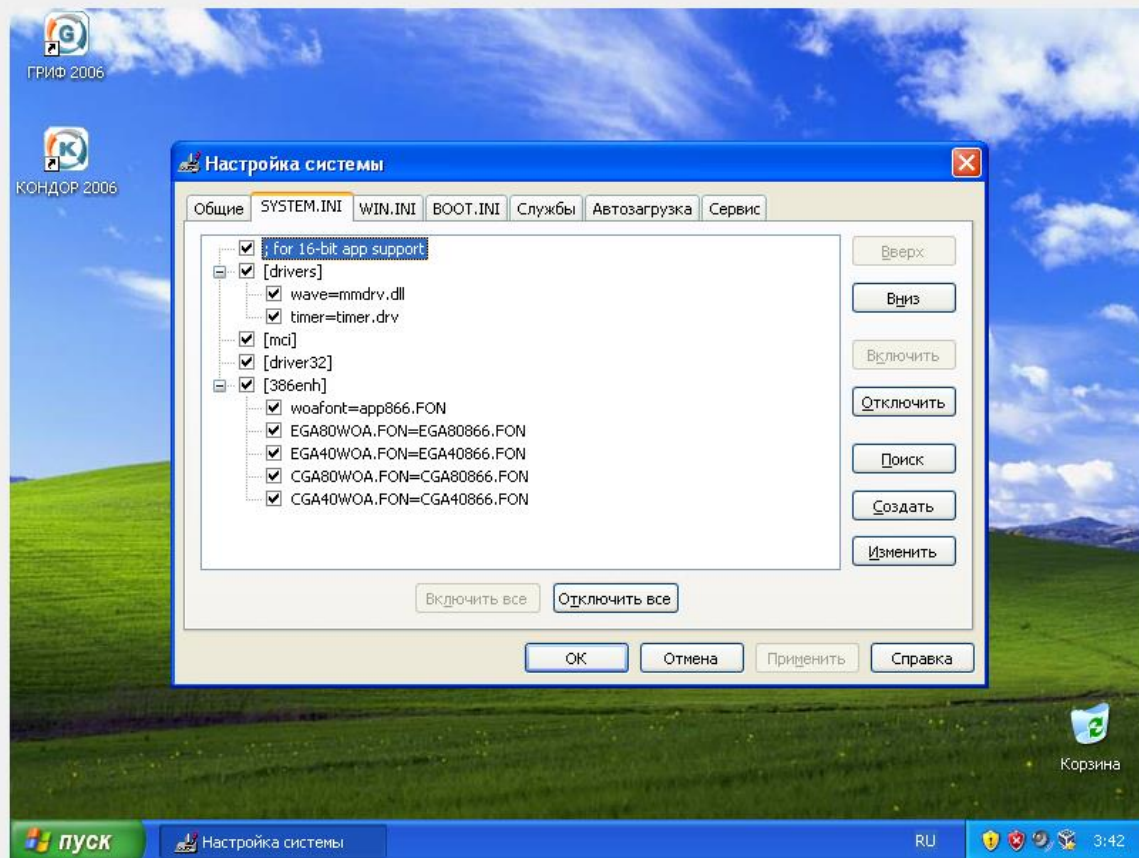 G
ГРИФ 2006
K
КОНДОР 2006
Настройка системы
Общие SYSTEM.INI WIN.INI BOOT.INI Службы Автозагрузка Сервис
; for 16-bit app support
[drivers]
wave=mmdrv.dll
timer=timer.drv
[mci]
[driver32]
[386enh]
woafont=app866.FON
EGA80WOA.FON=EGA80866.FON
EGA40WOA.FON=EGA40866.FON
CGA80WOA.FON=CGA80866.FON
CGA40WOA.FON=CGA40866.FON
Вверх
Вниз
Включить
Отключить
Поиск
Создать
Изменить
Включить все Отключить все
ОК Отмена Применить Справка
Корзина
пуск Настройка системы RU 3:42